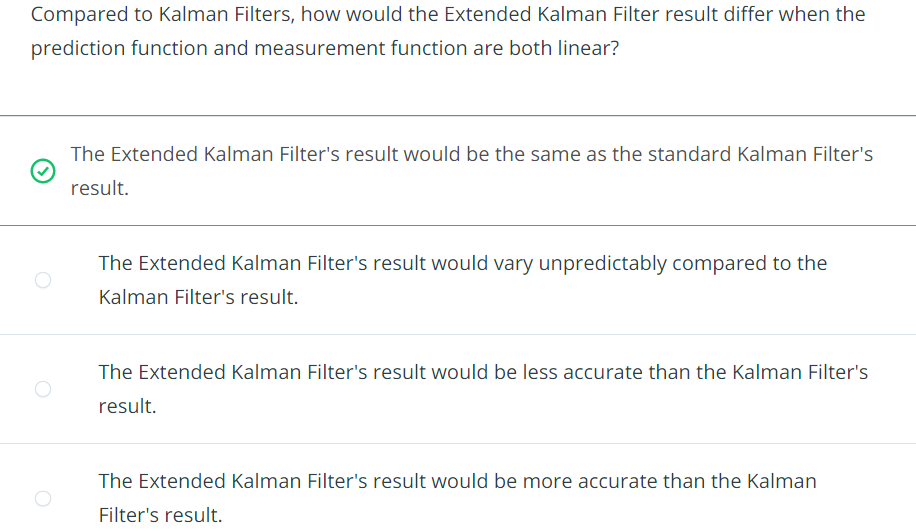 Compared to Kalman Filters, how would the Extended Kalman Filter result differ when the
prediction function and measurement function are both linear?
The Extended Kalman Filter's result would be the same as the standard Kalman Filter's
result.
The Extended Kalman Filter's result would vary unpredictably compared to the
Kalman Filter's result.
The Extended Kalman Filter's result would be less accurate than the Kalman Filter's
result.
The Extended Kalman Filter's result would be more accurate than the Kalman
Filter's result.